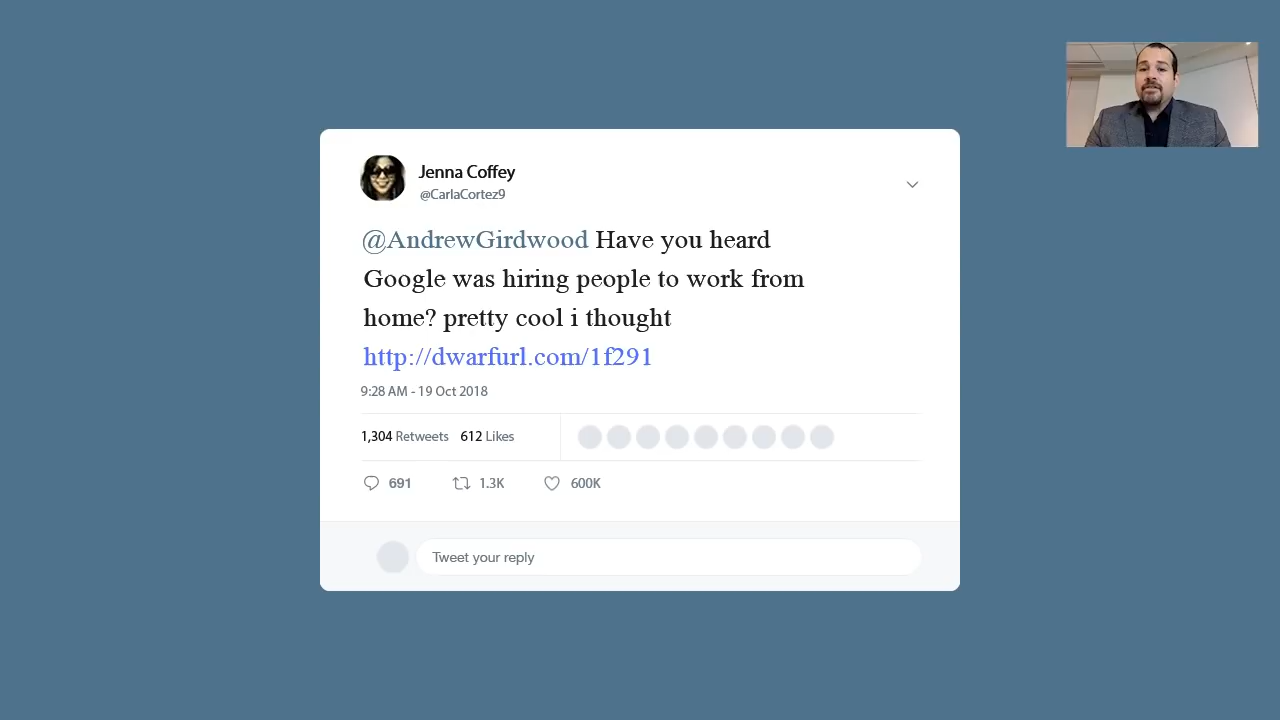 Jenna Coffey
@CarlaCortez9
@AndrewGirdwood Have you heard
Google was hiring people to work from
home? pretty cool i thought
http://dwarfurl.com/1f291
9:28 AM - 19 Oct 2018
1,304 Retweets 612 Likes
691 1.3K 600K
Tweet your reply